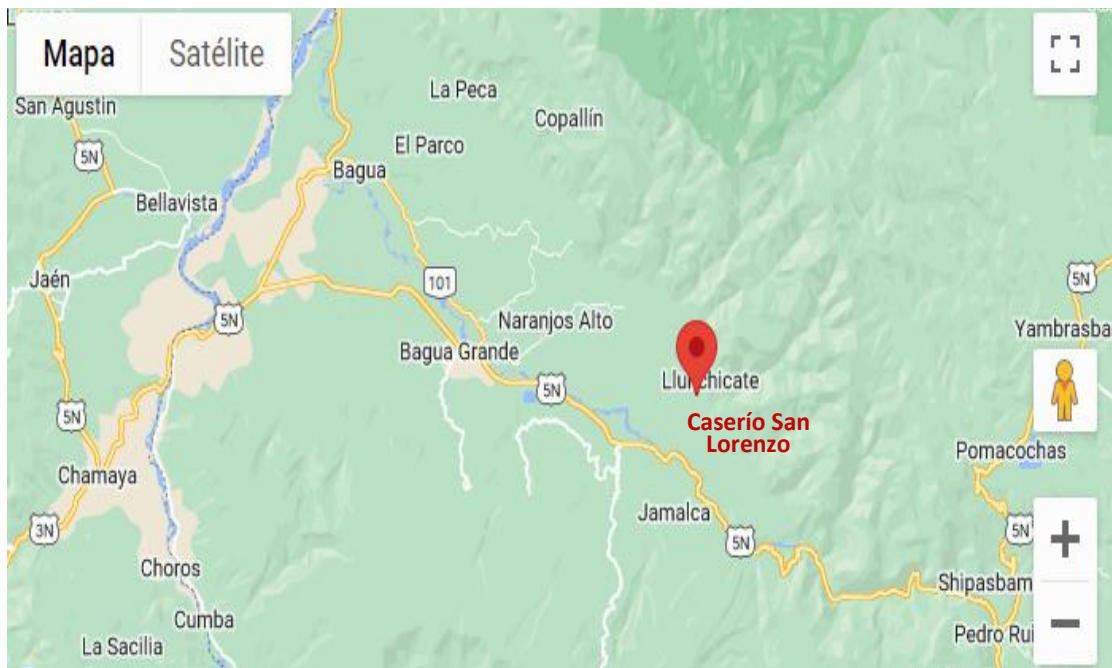 Mapa
Satélite
San Agustin
La Peca
Copallín
El Parco
5N
Bagua
Bellavista
Jaén
101
5N
5N
Yambrasba
Naranjos Alto
Bagua Grande
5N
5N
Caserío San
Lorenzo
Pomacochas
Chamaya
Jamalca
3N
5N
5N
Choros
Shipasbam
Cumba
Pedro Rui
La Sacilia